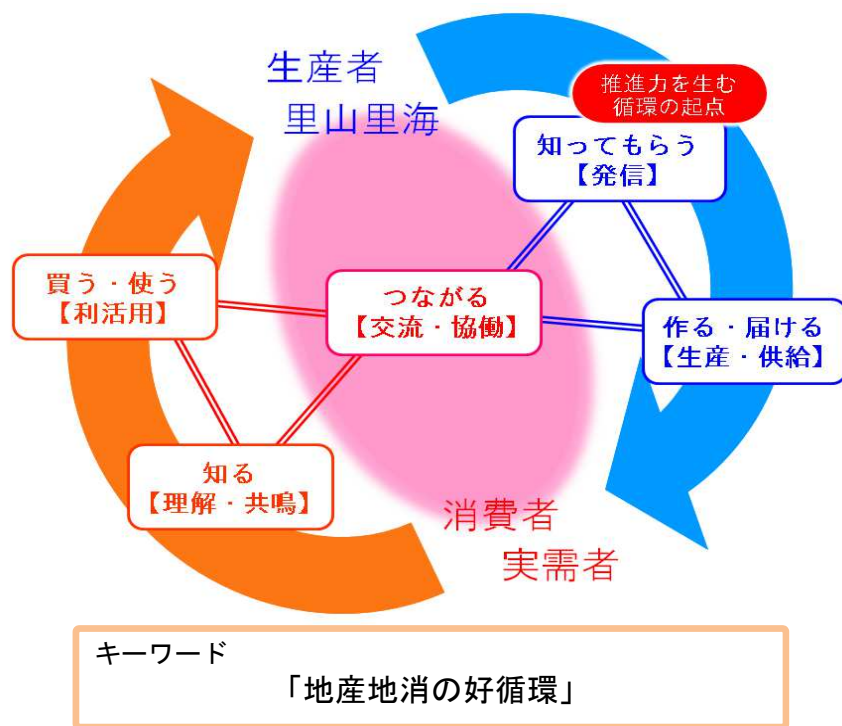 生産者
里山里海
推進力を生む
循環の起点
知ってもらう
【発信】
買う・使う
【利活用】
つながる
【交流・協働】
作る・届ける
【生産・供給】
知る
【理解・共鳴】
消費者
実需者
キーワード
「地産地消の好循環」